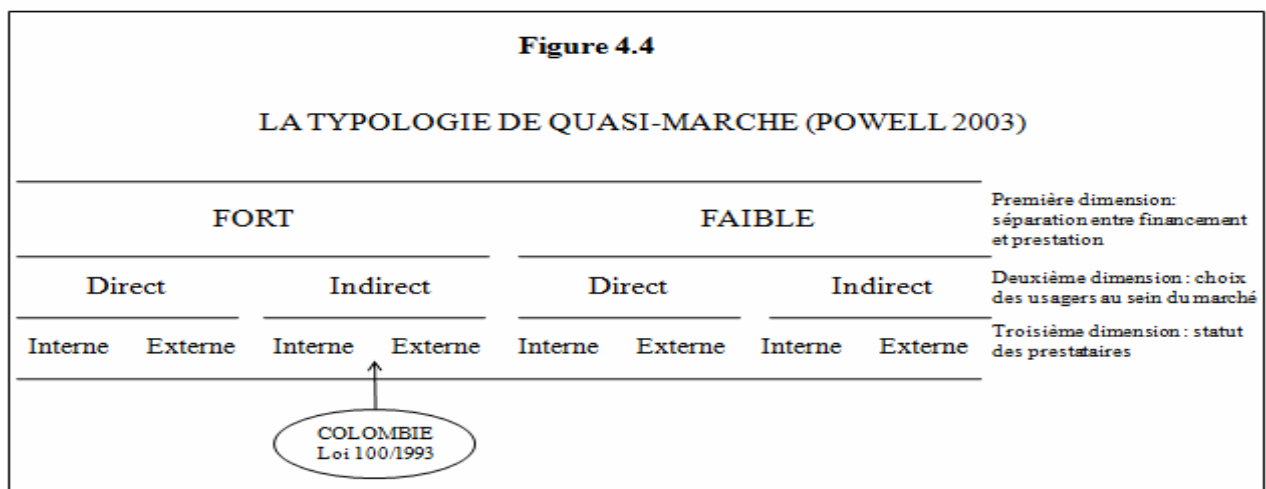 Figure 4.4
LA TYPOLOGIE DE QUASI-MARCHE (POWELL 2003)
FORT FAIBLE
Première dimension:
séparation entre financement
et prestation
Direct Indirect Direct Indirect
Deuxième dimension : choix
des usagers au sein du marché
Interne Externe Interne Externe Interne Externe Interne Externe
Troisième dimension : statut
des prestataires
COLOMBIE
Loi 100/1993